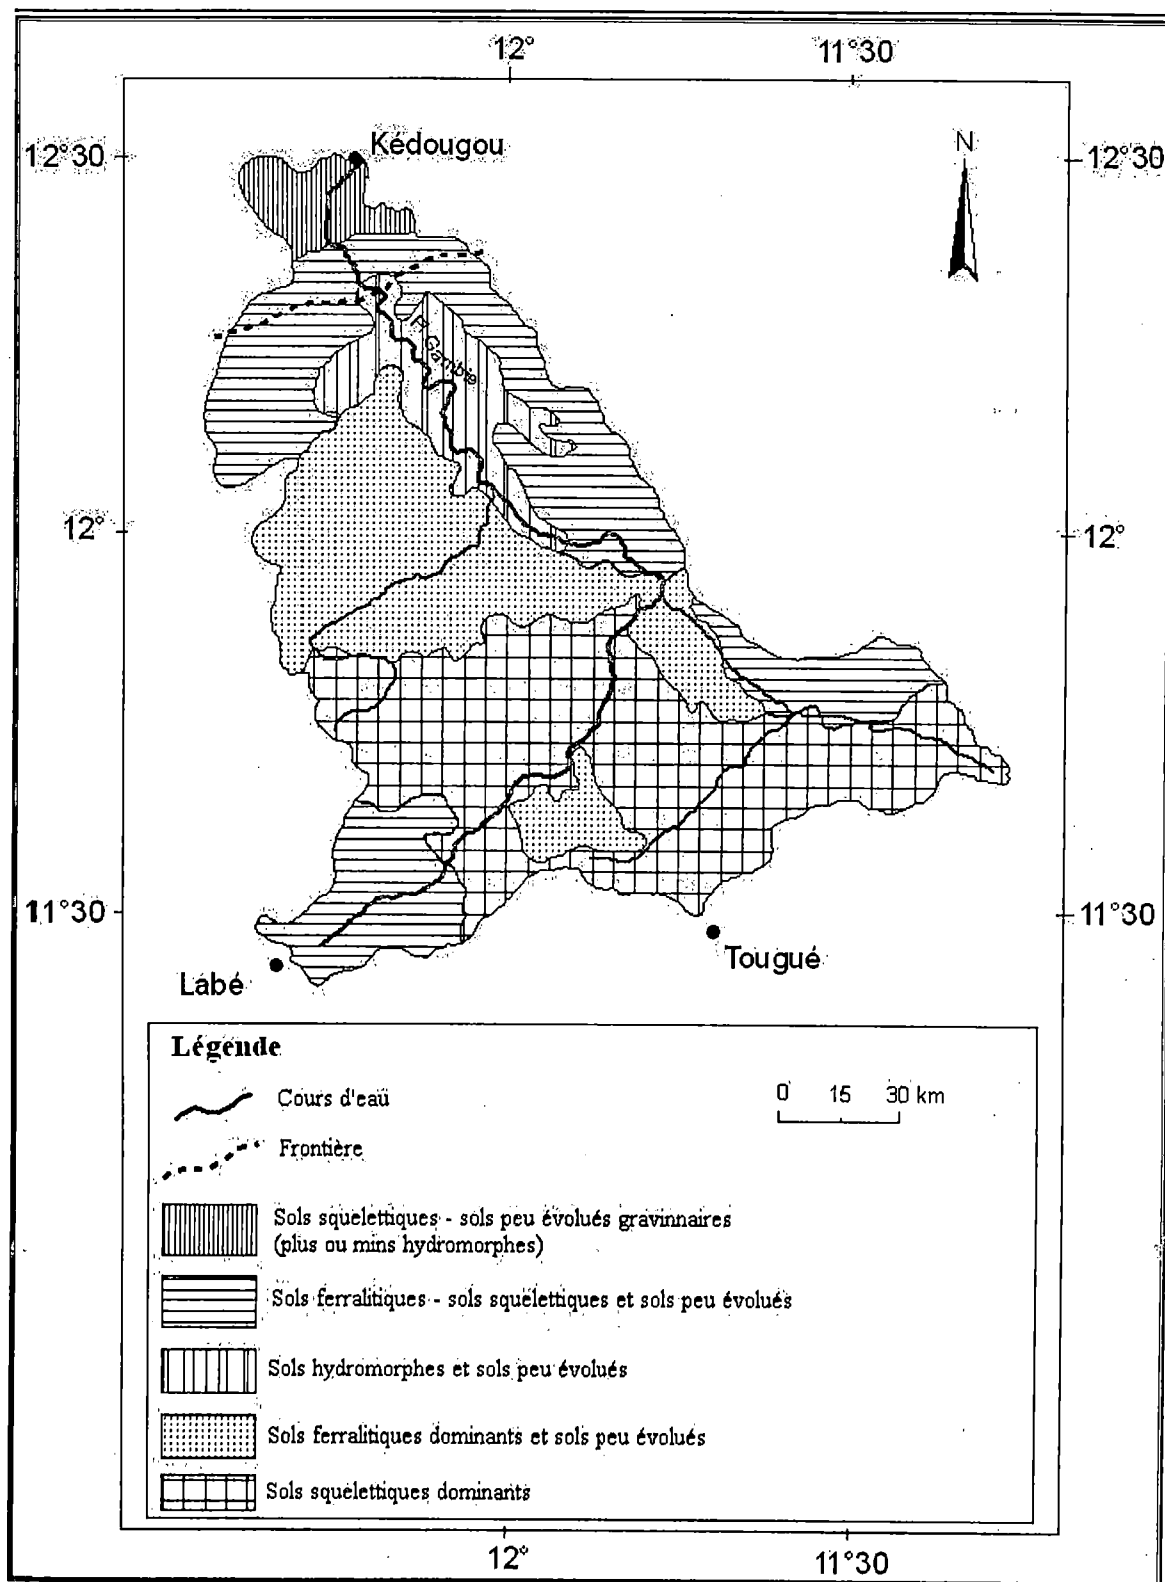 12° 11°30
Kédougou
12°30 12°30
N
Fl Gambie
12° 12°
11°30 11°30
Tougué
Labé
Légende
Cours d'eaü
0 15 30 km
Frontière
Sols squelettiques - sols peu évolués gravinnaires
(plus ou mins hydromorphes)
Sols ferralitiques - sols squelettiques et sols peu évolués
Sols hydromorphes et sols peu évolués
Sols ferralitiques dominants et sols peu évolués
Sols squelettiques dominants
12° 11°30